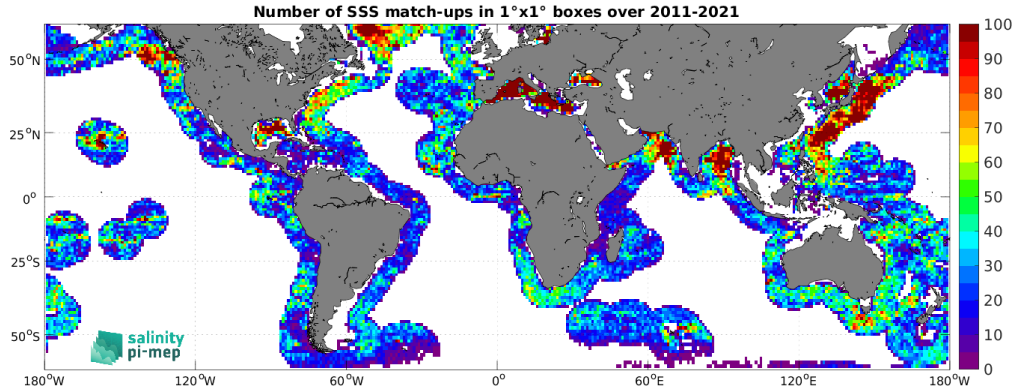 Number of SSS match-ups in 1°x1° boxes over 2011-2021
50°N
25°N
0°
25°S
50°S
180°W
120°W
60°W
0°
60°E
120°E
180°W
100
90
80
70
60
50
40
30
20
10
0
salinity
pi-mep